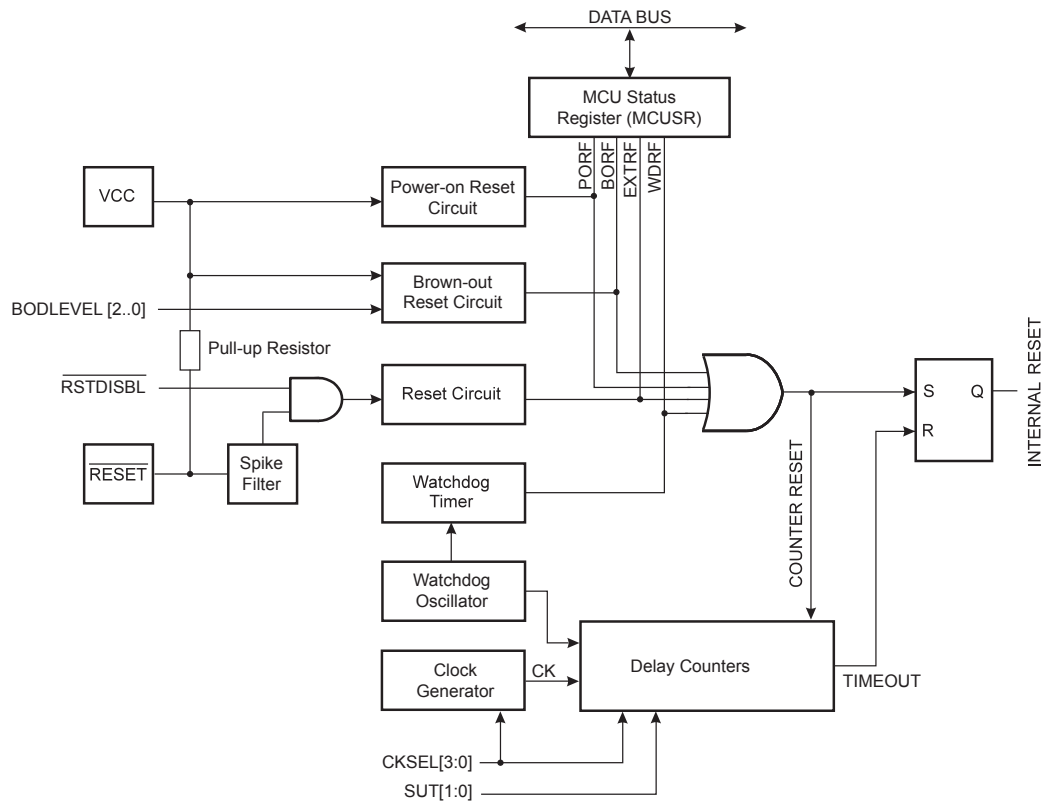 DATA BUS
MCU Status
Register (MCUSR)
PORF
BORF
EXTRF
WDRF
VCC
Power-on Reset
Circuit
Brown-out
Reset Circuit
BODLEVEL [2..0]
Pull-up Resistor
RSTDISBL
Reset Circuit
S
Q
R
INTERNAL RESET
RESET
Spike
Filter
Watchdog
Timer
COUNTER RESET
Watchdog
Oscillator
Clock
Generator
CK
Delay Counters
TIMEOUT
CKSEL[3:0]
SUT[1:0]